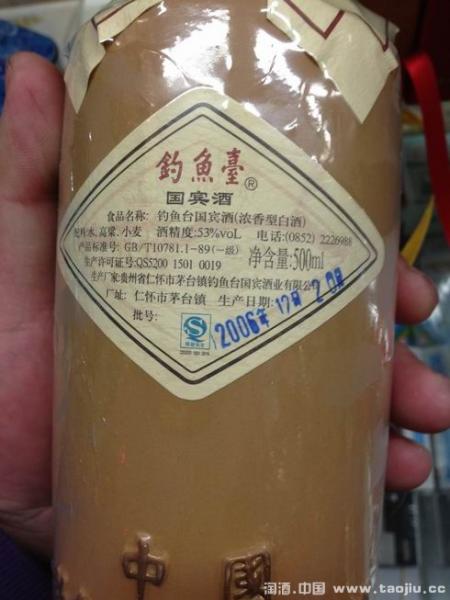 釣魚臺®
国宾酒
食品名称: 钓鱼台国宾酒(浓香型白酒)
配料:水,高粱,小麦 酒精度:53%voL 电话:(0852) 2226988
产品标准号: GB/T10781.1-89(一级) 净含量:500ml
生产许可证号:QS5200 1501 0019
生产厂家:贵州省仁怀市茅台镇钓鱼台国宾酒业有限公司
厂址: 仁怀市茅台镇 生产日期:
2006年12月20日
批号:
中國
淘酒.中国 www.taojiu.cc